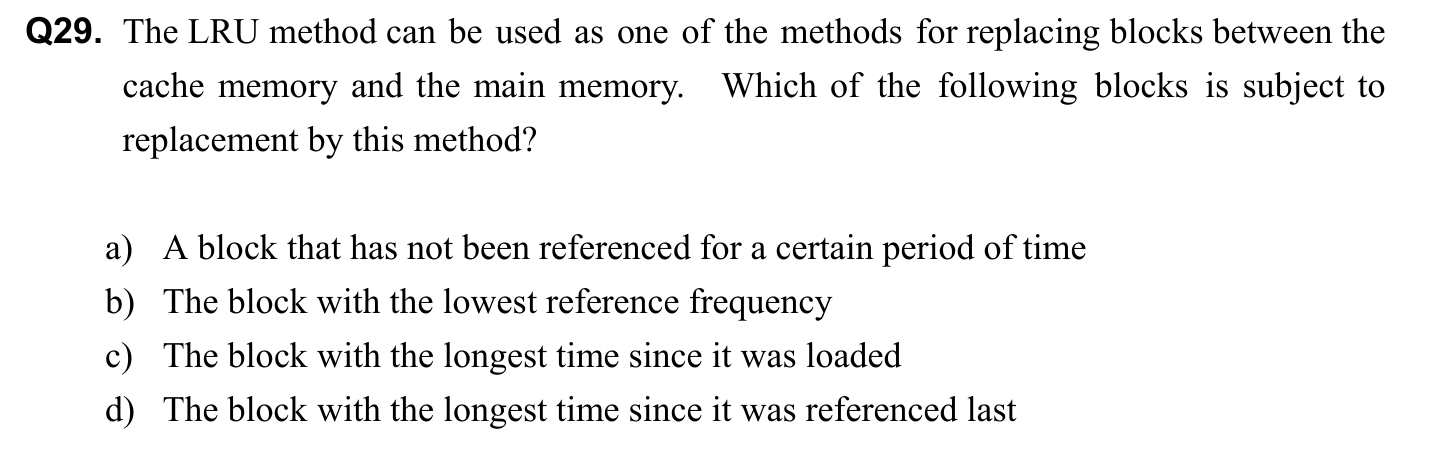 Q29. The LRU method can be used as one of the methods for replacing blocks between the
cache memory and the main memory. Which of the following blocks is subject to
replacement by this method?
a) A block that has not been referenced for a certain period of time
b) The block with the lowest reference frequency
c) The block with the longest time since it was loaded
d) The block with the longest time since it was referenced last